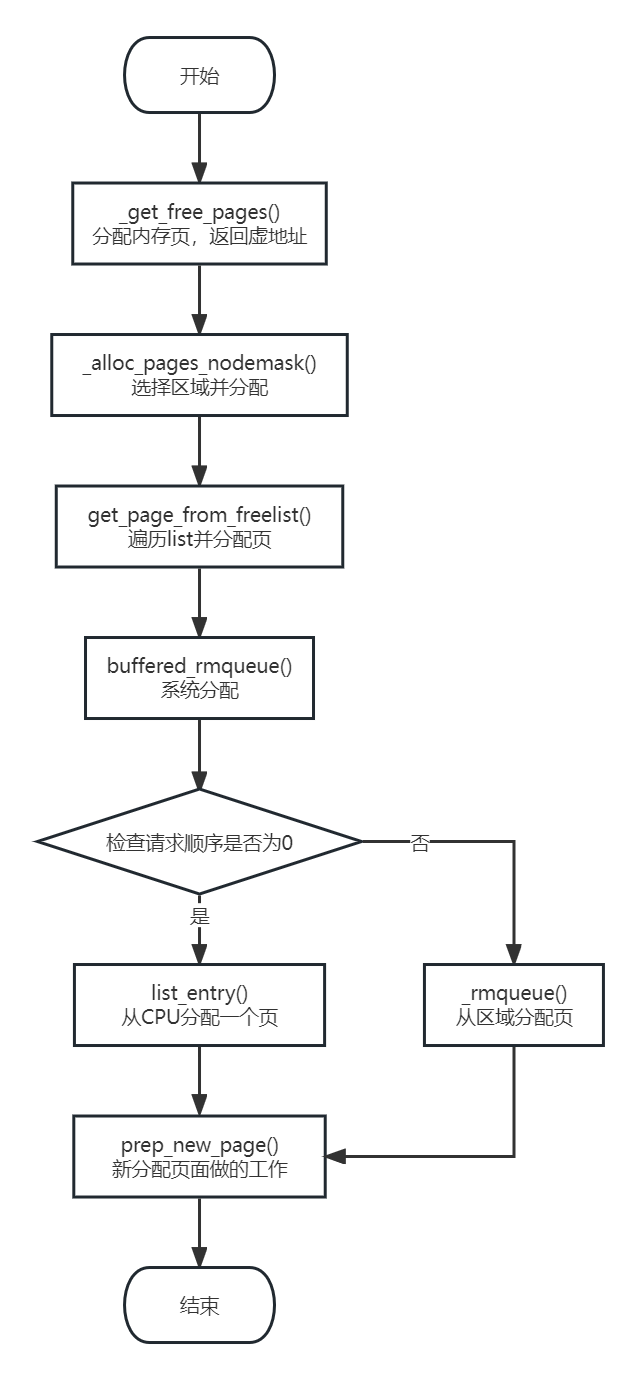 开始
_get_free_pages()
分配内存页，返回虚地址
_alloc_pages_nodemask()
选择区域并分配
get_page_from_freelist()
遍历list并分配页
buffered_rmqueue()
系统分配
检查请求顺序是否为0
否
是
list_entry()
从CPU分配一个页
_rmqueue()
从区域分配页
prep_new_page()
新分配页面做的工作
结束